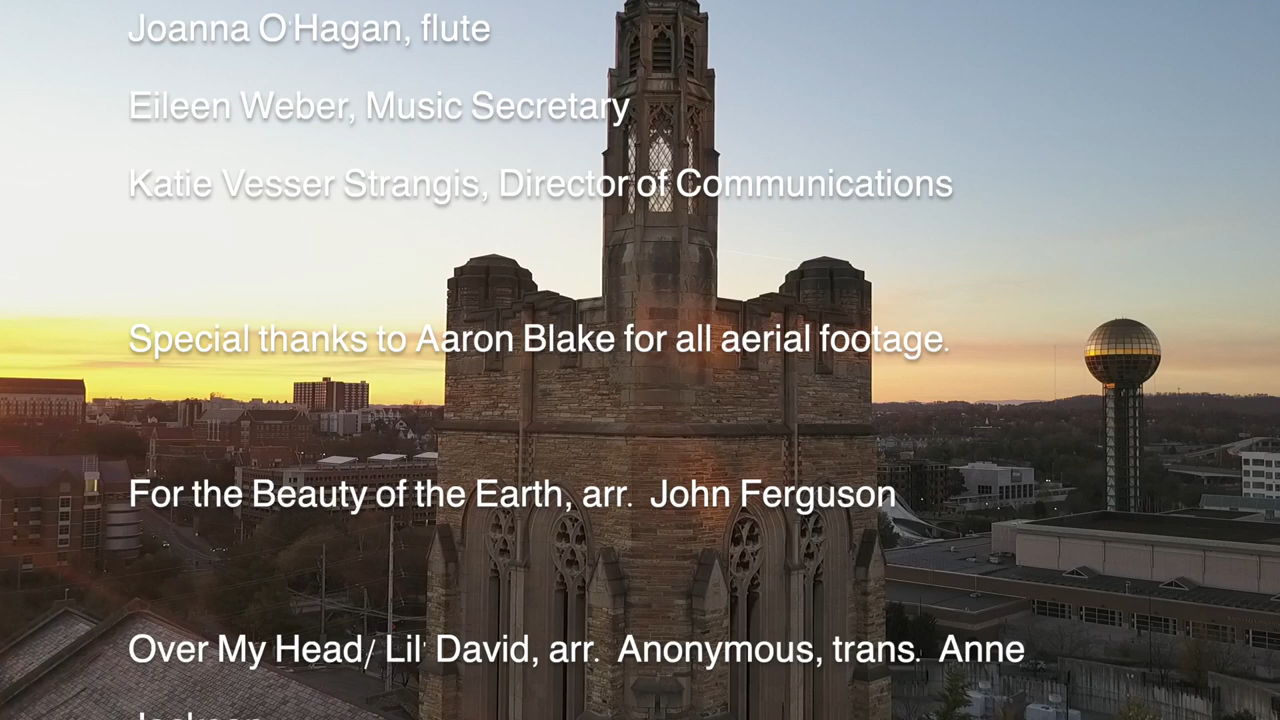 Joanna O'Hagan, flute
Eileen Weber, Music Secretary
Katie Vesser Strangis, Director of Communications
Special thanks to Aaron Blake for all aerial footage.
For the Beauty of the Earth, arr. John Ferguson
Over My Head/ Lil' David, arr. Anonymous, trans. Anne